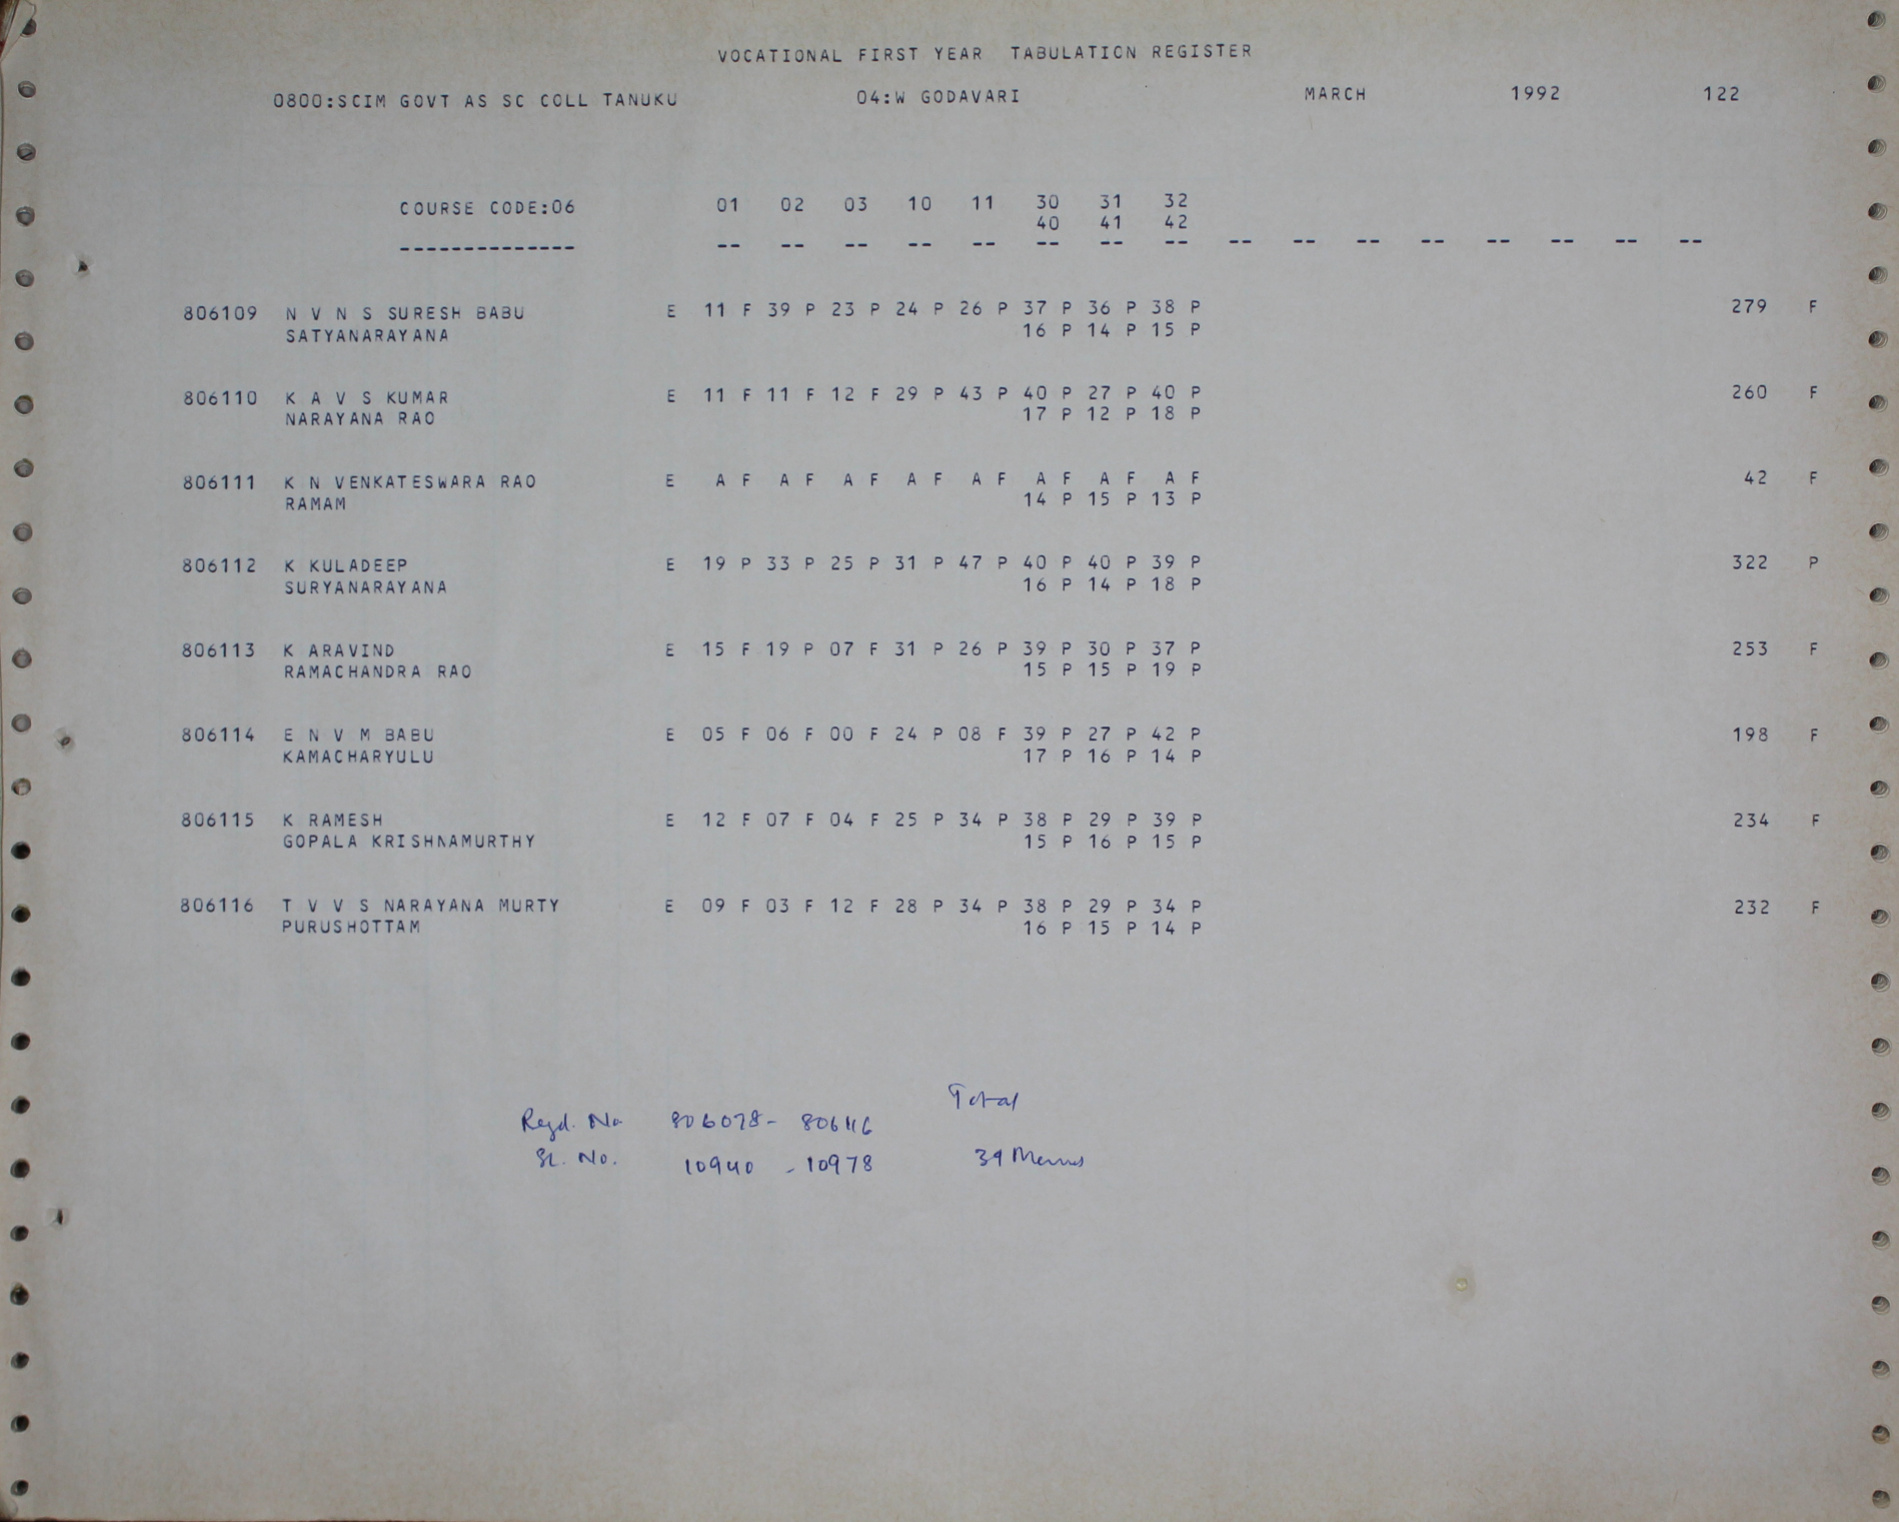 VOCATIONAL FIRST YEAR TABULATION REGISTER
0800:SCIM GOVT AS SC COLL TANUKU 04:W GODAVARI MARCH 1992 122
COURSE CODE:06 01 02 03 10 11 30 31 32
40 41 42
-------------- -- -- -- -- -- -- -- -- -- -- -- -- -- -- -- --
806109 N V N S SURESH BABU E 11 F 39 P 23 P 24 P 26 P 37 P 36 P 38 P 279 F
SATYANARAYANA 16 P 14 P 15 P
806110 K A V S KUMAR E 11 F 11 F 12 F 29 P 43 P 40 P 27 P 40 P 260 F
NARAYANA RAO 17 P 12 P 18 P
806111 K N VENKATESWARA RAO E A F A F A F A F A F A F A F A F 42 F
RAMAM 14 P 15 P 13 P
806112 K KULADEEP E 19 P 33 P 25 P 31 P 47 P 40 P 40 P 39 P 322 P
SURYANARAYANA 16 P 14 P 18 P
806113 K ARAVIND E 15 F 19 P 07 F 31 P 26 P 39 P 30 P 37 P 253 F
RAMACHANDRA RAO 15 P 15 P 19 P
806114 E N V M BABU E 05 F 06 F 00 F 24 P 08 F 39 P 27 P 42 P 198 F
KAMACHARYULU 17 P 16 P 14 P
806115 K RAMESH E 12 F 07 F 04 F 25 P 34 P 38 P 29 P 39 P 234 F
GOPALA KRISHNAMURTHY 15 P 16 P 15 P
806116 T V V S NARAYANA MURTY E 09 F 03 F 12 F 28 P 34 P 38 P 29 P 34 P 232 F
PURUSHOTTAM 16 P 15 P 14 P
Total
Regd. No 806078- 806116
Sl. No. 10940 - 10978 39